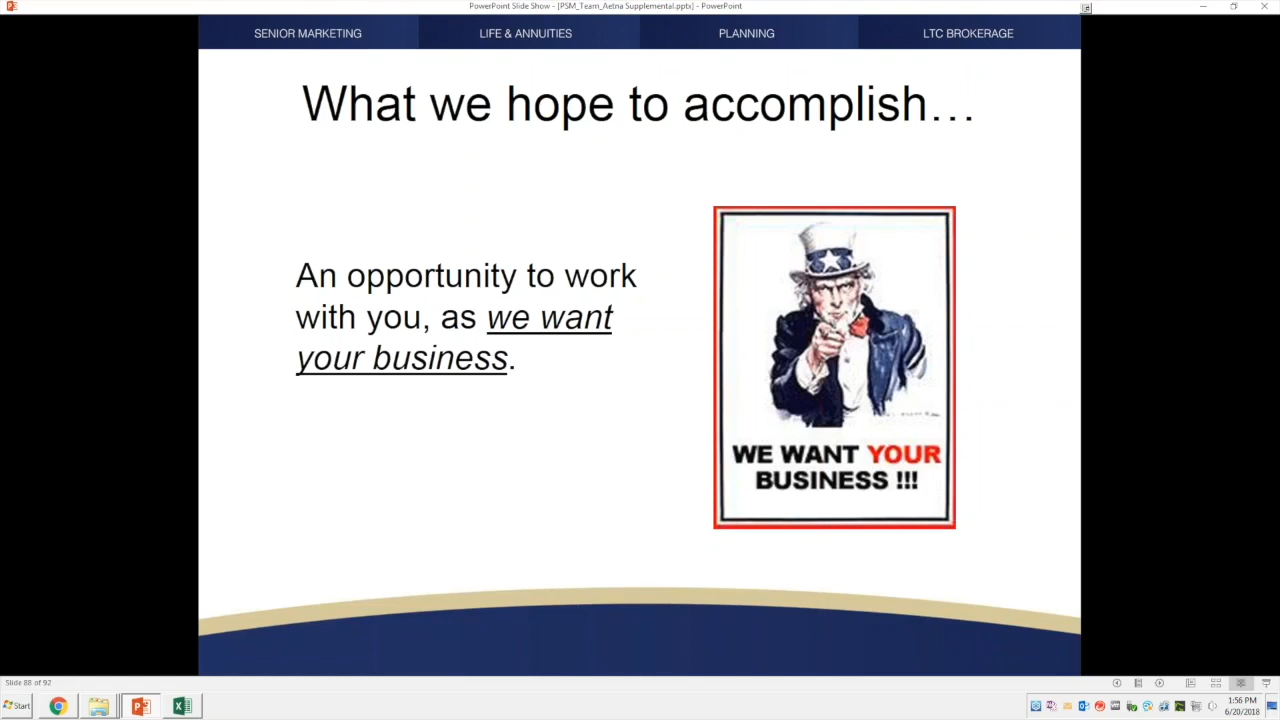 PowerPoint Slide Show - [PSM_Team_Aetna Supplemental.pptx] - PowerPoint
SENIOR MARKETING
LIFE & ANNUITIES
PLANNING
LTC BROKERAGE
What we hope to accomplish…
An opportunity to work
with you, as we want
your business.
WE WANT YOUR
BUSINESS !!!
Slide 88 of 92
Start
1:56 PM
6/20/2018